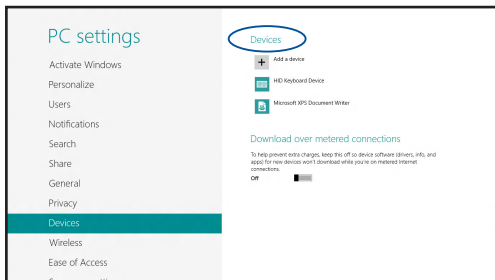 PC settings
Activate Windows
Personalize
Users
Notifications
Search
Share
General
Privacy
Devices
Wireless
Ease of Access
Devices
Add a device
HID Keyboard Device
Microsoft XPS Document Writer
Download over metered connections
To help prevent extra charges, keep this off so device software (drivers, info, and
apps) for new devices won't download while you're on metered Internet
connections.
Off